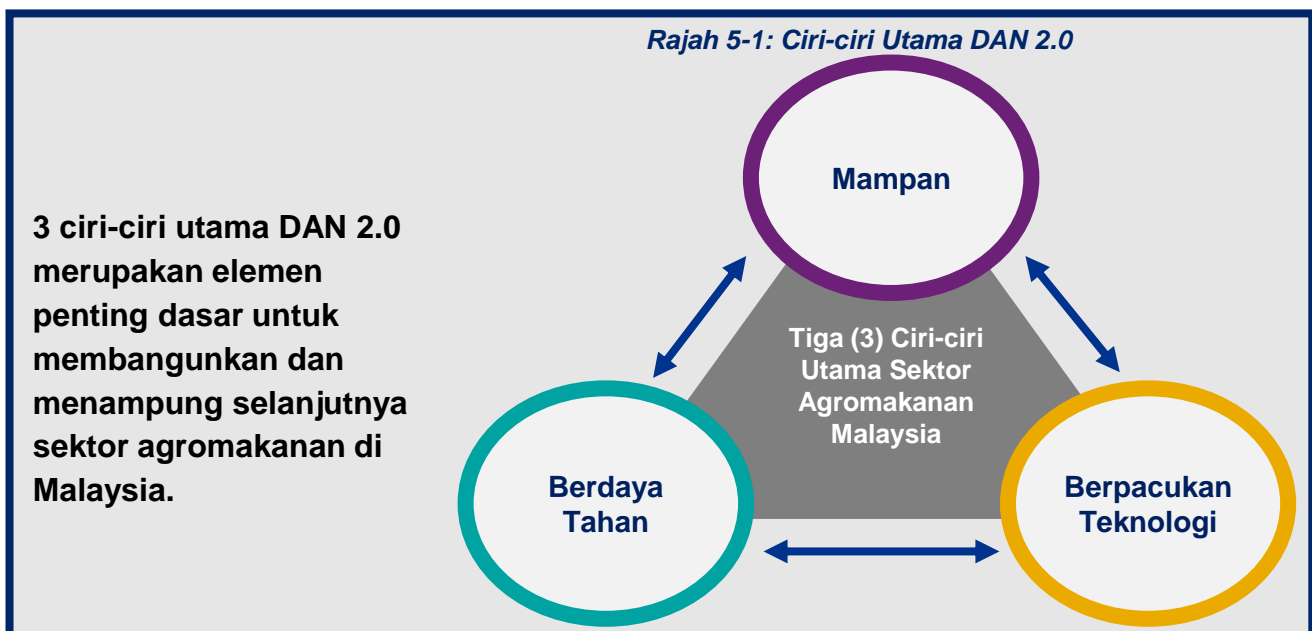 Rajah 5-1: Ciri-ciri Utama DAN 2.0
3 ciri-ciri utama DAN 2.0
merupakan elemen
penting dasar untuk
membangunkan dan
menampung selanjutnya
sektor agromakanan di
Malaysia.
Mampan
Tiga (3) Ciri-ciri
Utama Sektor
Agromakanan
Malaysia
Berdaya
Tahan
Berpacukan
Teknologi